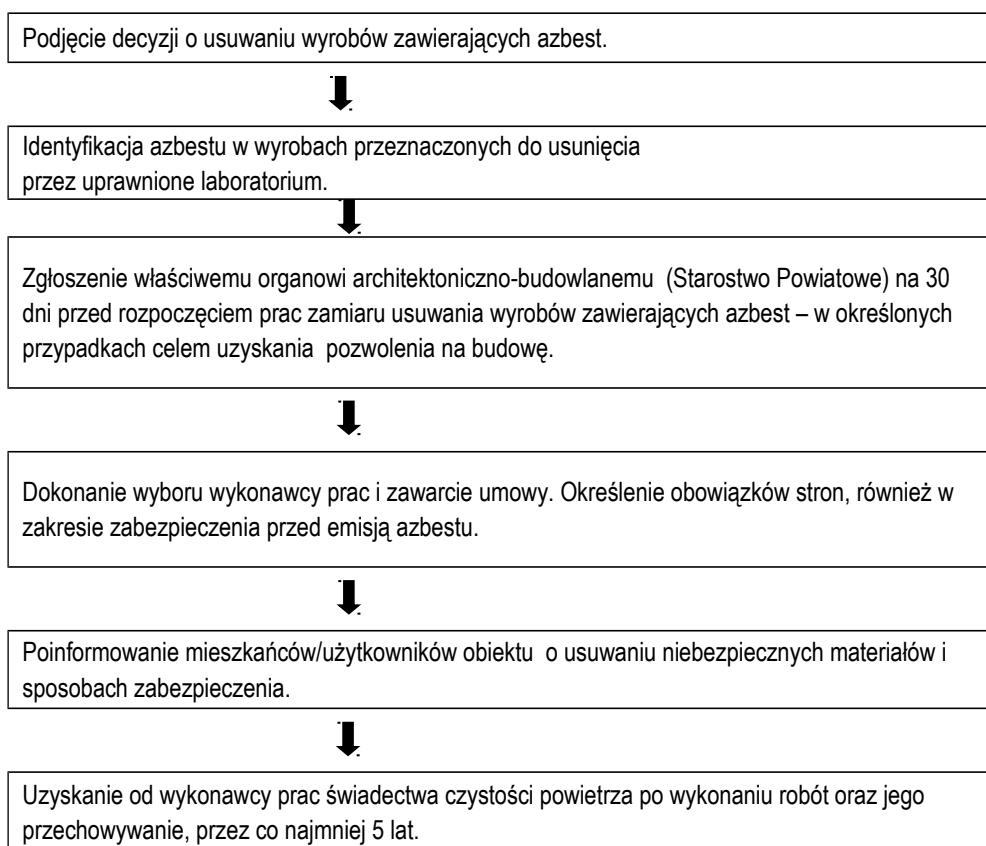 Podjęcie decyzji o usuwaniu wyrobów zawierających azbest.
Identyfikacja azbestu w wyrobach przeznaczonych do usunięcia
przez uprawnione laboratorium.
Zgłoszenie właściwemu organowi architektoniczno-budowlanemu (Starostwo Powiatowe) na 30
dni przed rozpoczęciem prac zamiaru usuwania wyrobów zawierających azbest – w określonych
przypadkach celem uzyskania pozwolenia na budowę.
Dokonanie wyboru wykonawcy prac i zawarcie umowy. Określenie obowiązków stron, również w
zakresie zabezpieczenia przed emisją azbestu.
Poinformowanie mieszkańców/użytkowników obiektu o usuwaniu niebezpiecznych materiałów i
sposobach zabezpieczenia.
Uzyskanie od wykonawcy prac świadectwa czystości powietrza po wykonaniu robót oraz jego
przechowywanie, przez co najmniej 5 lat.